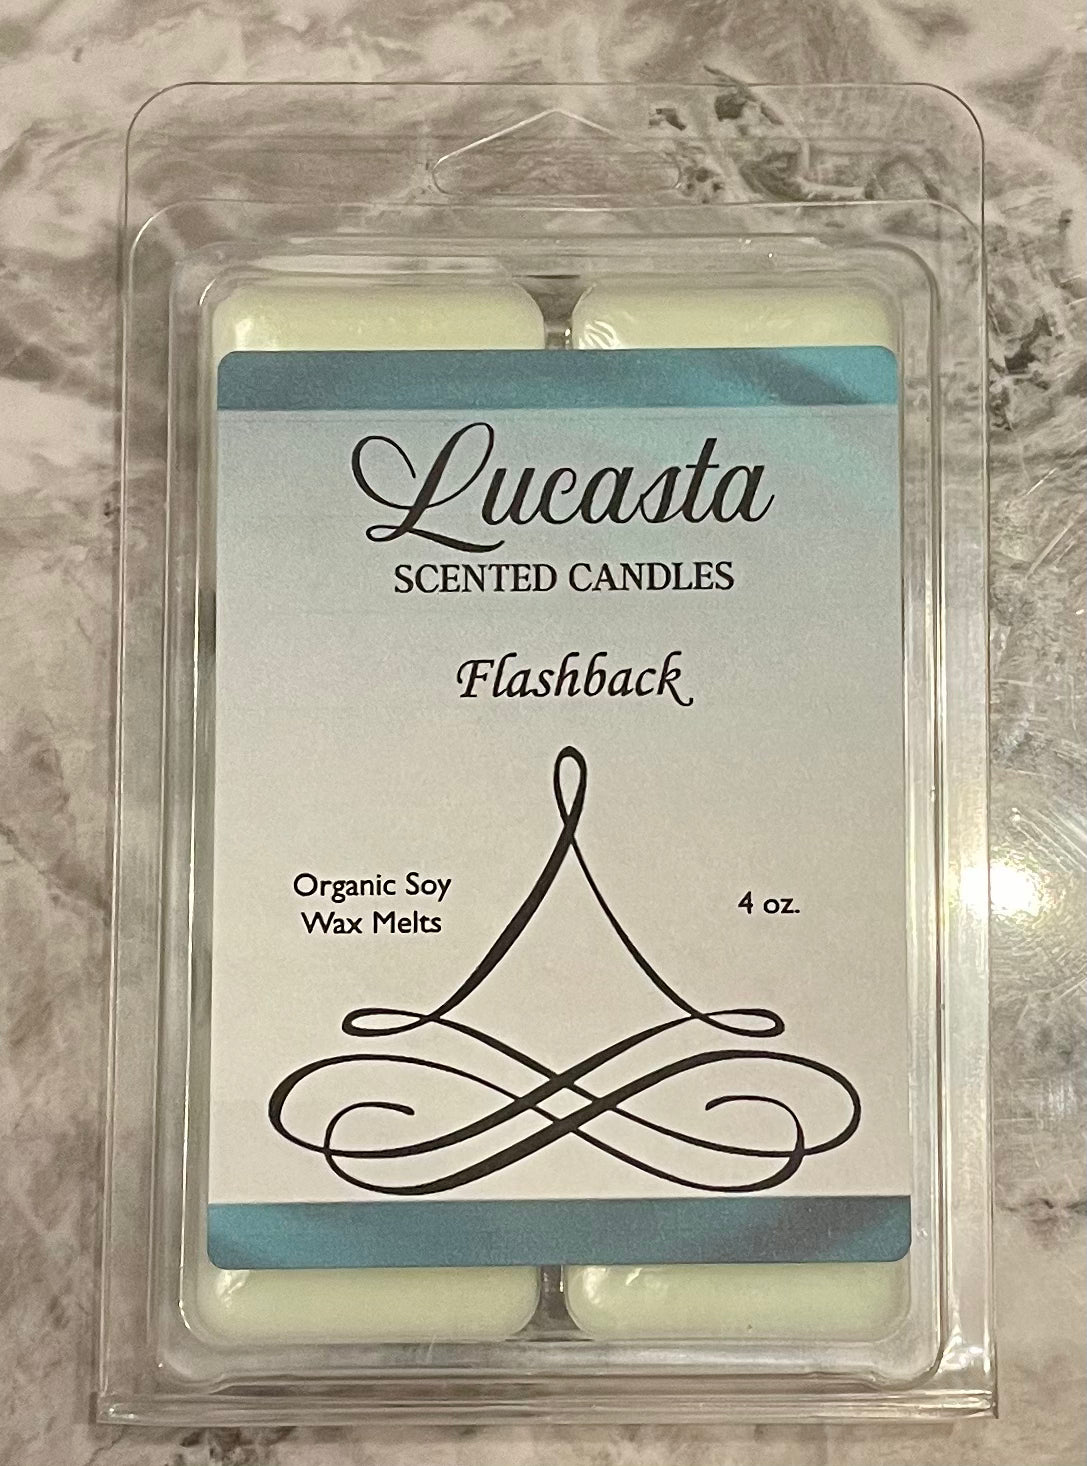 Lucasta
SCENTED CANDLES
Flashback
Organic Soy
Wax Melts
4 oz.